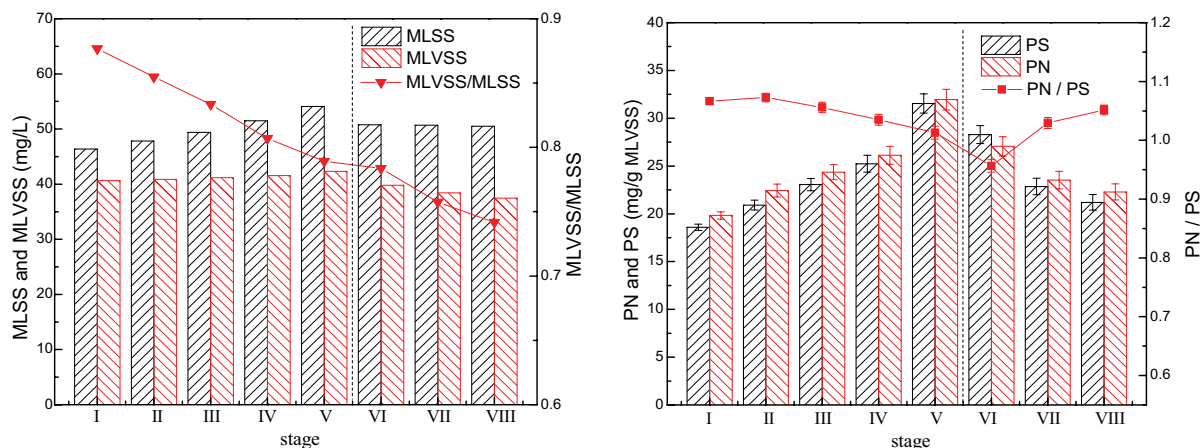 70
60
50
40
30
20
10
0
MLSS and MLVSS (mg/L)
MLSS
MLVSS
MLVSS/MLSS
0.9
0.8
0.7
0.6
MLVSS/MLSS
I II III IV V VI VII VIII
stage
40
35
30
25
20
15
10
5
0
PN and PS (mg/g MLVSS)
PS
PN
PN / PS
1.2
1.1
1.0
0.9
0.8
0.7
0.6
PN / PS
I II III IV V VI VII VIII
stage